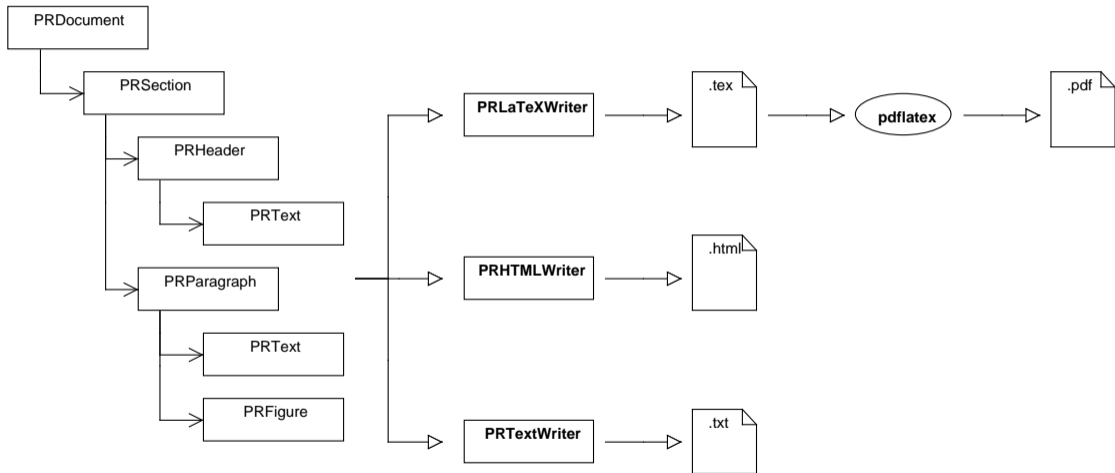 PRDocument
PRSection
PRHeader
PRText
PRParagraph
PRText
PRFigure
PRLaTeXWriter
.tex
pdflatex
.pdf
PRHTMLWriter
.html
PRTextWriter
.txt